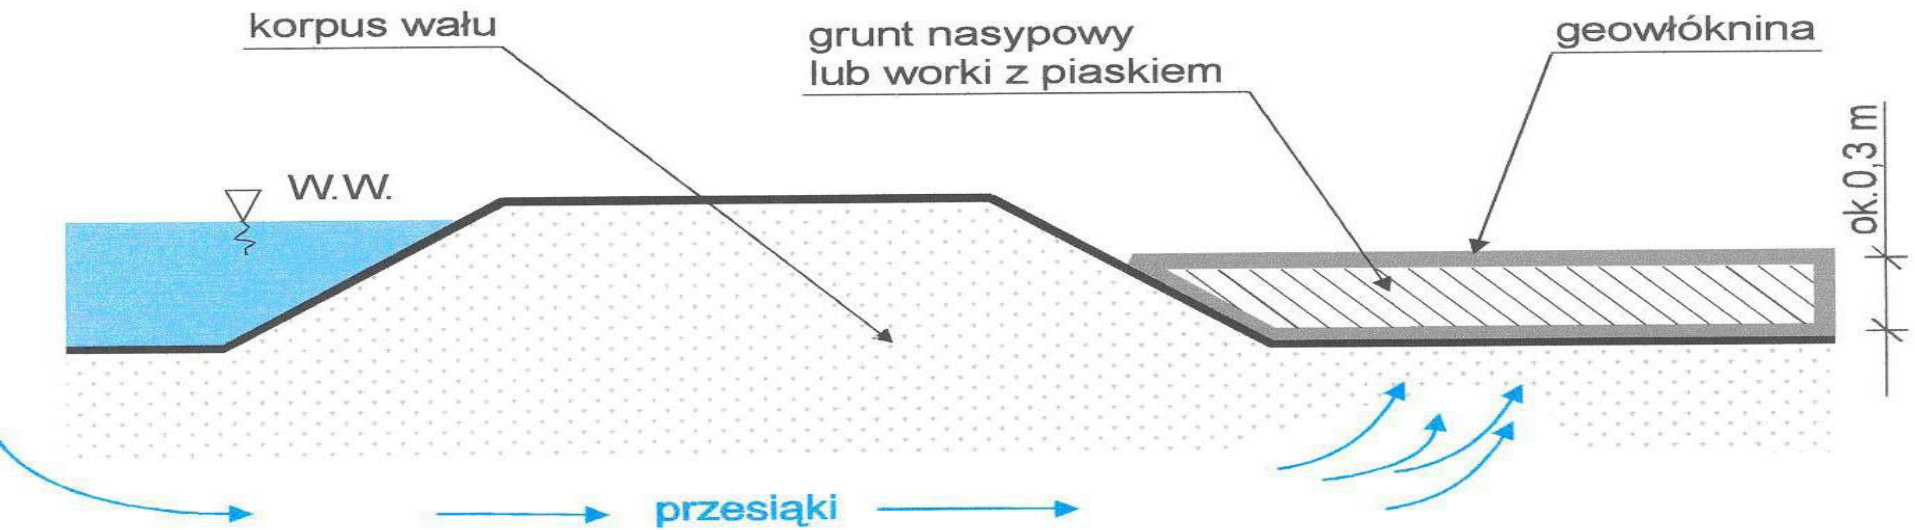 korpus wału
grunt nasypowy
lub worki z piaskiem
geowłóknina
ok.0,3 m
W.W.
przesiąki